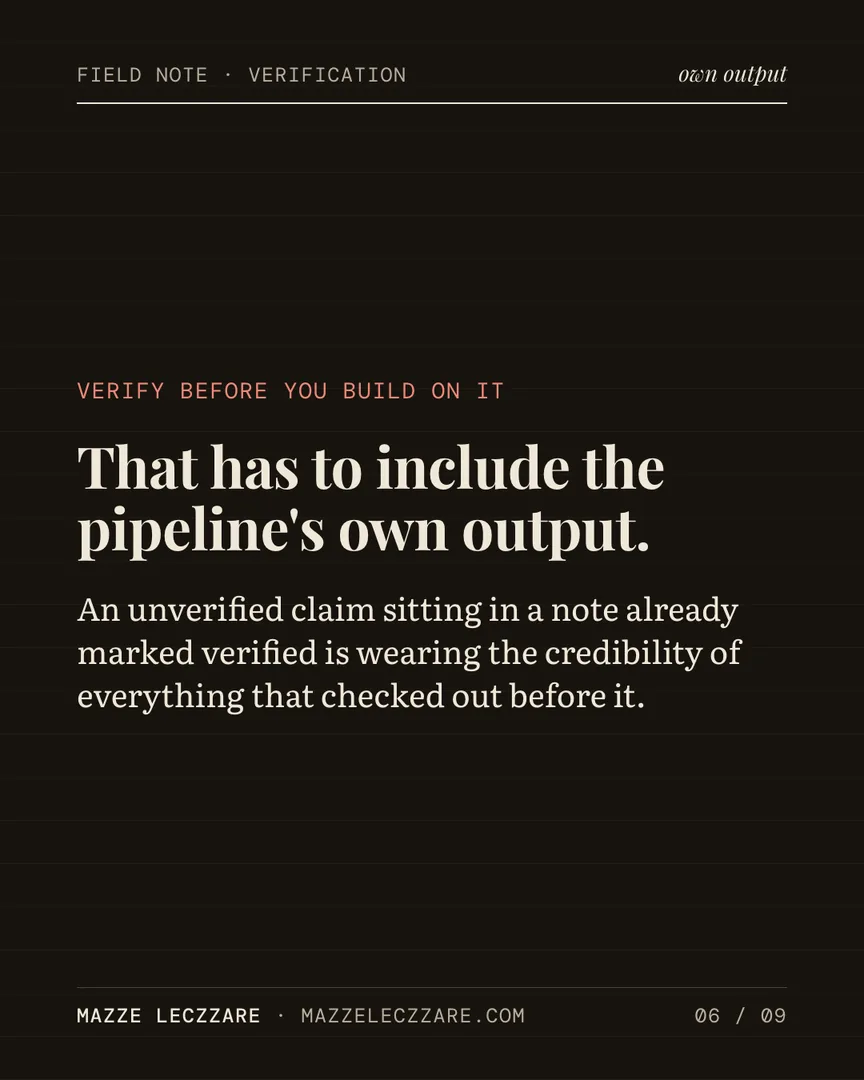 FIELD NOTE · VERIFICATION
own output
VERIFY BEFORE YOU BUILD ON IT
That has to include the
pipeline's own output.
An unverified claim sitting in a note already
marked verified is wearing the credibility of
everything that checked out before it.
MAZZE LECZZARE · MAZZELECZZARE.COM
06 / 09